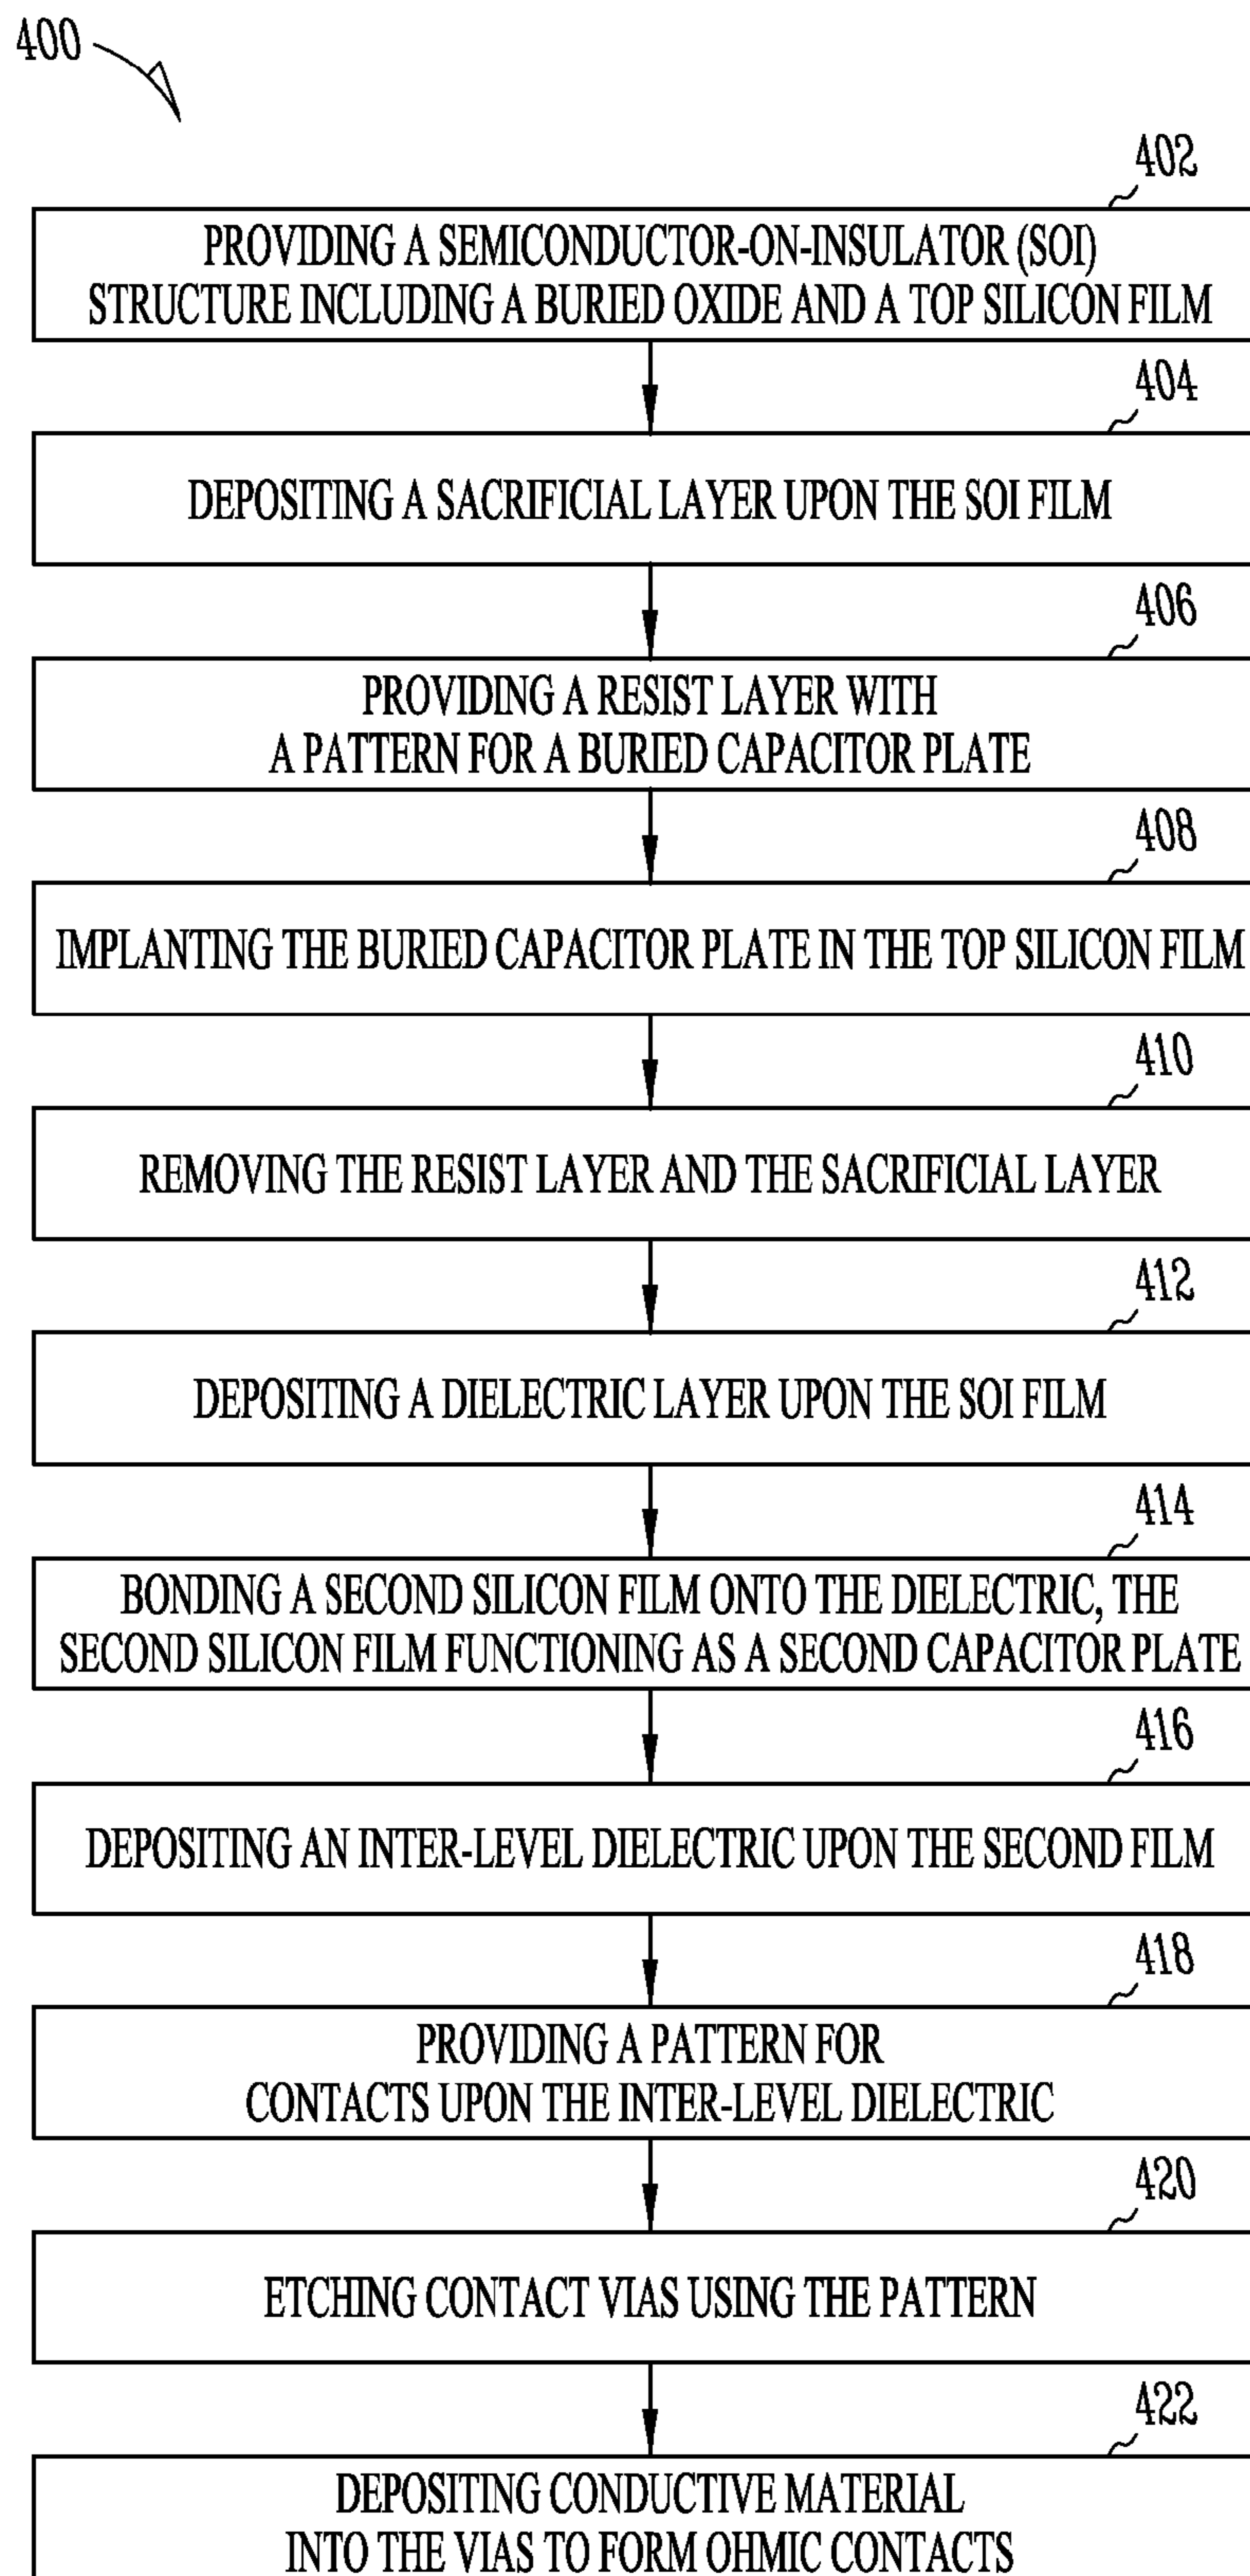 400
402
PROVIDING A SEMICONDUCTOR-ON-INSULATOR (SOI)
STRUCTURE INCLUDING A BURIED OXIDE AND A TOP SILICON FILM
404
DEPOSITING A SACRIFICIAL LAYER UPON THE SOI FILM
406
PROVIDING A RESIST LAYER WITH
A PATTERN FOR A BURIED CAPACITOR PLATE
408
IMPLANTING THE BURIED CAPACITOR PLATE IN THE TOP SILICON FILM
410
REMOVING THE RESIST LAYER AND THE SACRIFICIAL LAYER
412
DEPOSITING A DIELECTRIC LAYER UPON THE SOI FILM
414
BONDING A SECOND SILICON FILM ONTO THE DIELECTRIC, THE
SECOND SILICON FILM FUNCTIONING AS A SECOND CAPACITOR PLATE
416
DEPOSITING AN INTER-LEVEL DIELECTRIC UPON THE SECOND FILM
418
PROVIDING A PATTERN FOR
CONTACTS UPON THE INTER-LEVEL DIELECTRIC
420
ETCHING CONTACT VIAS USING THE PATTERN
422
DEPOSITING CONDUCTIVE MATERIAL
INTO THE VIAS TO FORM OHMIC CONTACTS